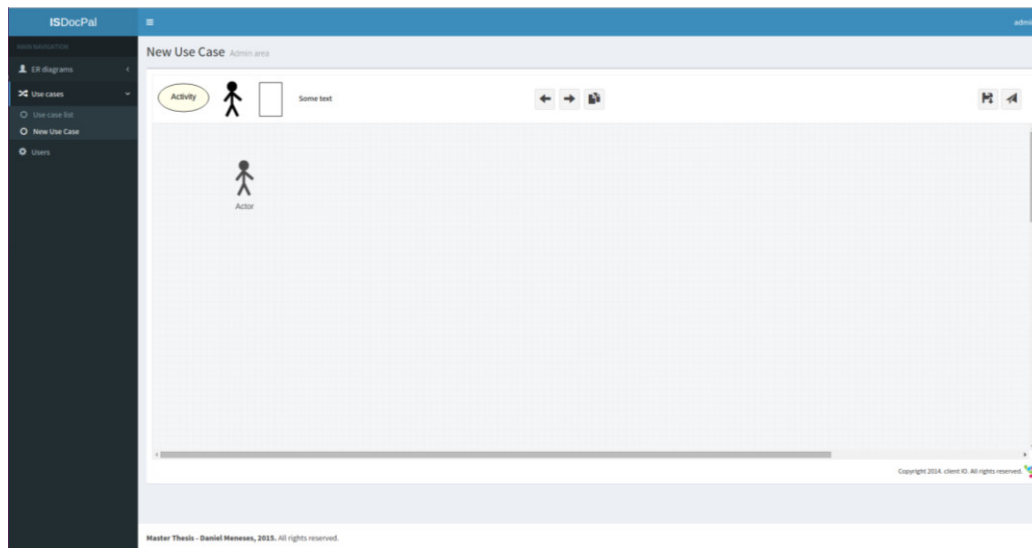 ISDocPal
admi
MAIN NAVIGATION
ER diagrams
Use cases
Use case list
New Use Case
Users
New Use Case Admin area
Activity
Some text
Actor
Copyright 2014. client IO. All rights reserved.
Master Thesis - Daniel Meneses, 2015. All rights reserved.